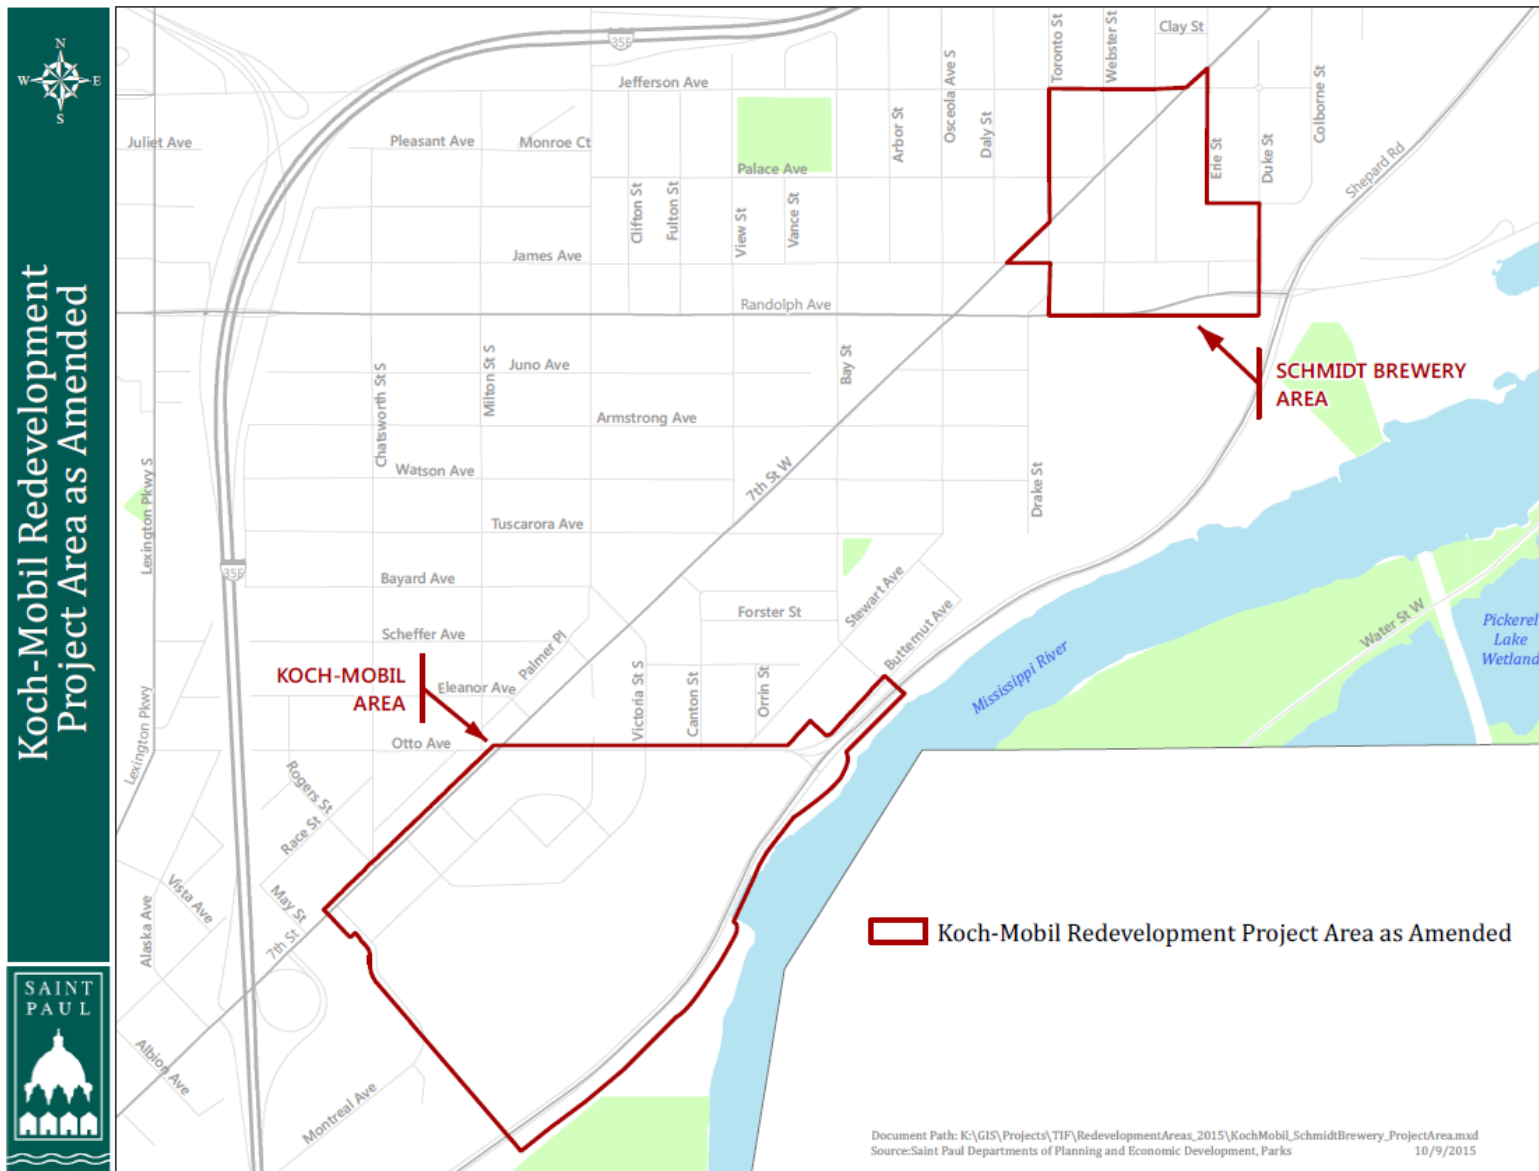 Koch-Mobil Redevelopment
Project Area as Amended
N
W
E
S
SAINT
PAUL
35E
Clay St
Toronto St
Webster St
Jefferson Ave
Colborne St
Osceola Ave S
Arbor St
Daly St
Juliet Ave
Pleasant Ave
Monroe Ct
Erie St
Duke St
Palace Ave
Shepard Rd
Clifton St
Fulton St
View St
Vance St
James Ave
Randolph Ave
Juno Ave
Milton St S
Bay St
SCHMIDT BREWERY
AREA
Chatsworth St S
Armstrong Ave
Watson Ave
7th St W
Drake St
Lexington Pkwy S
Tuscarora Ave
35E
Bayard Ave
Stewart Ave
Forster St
Butternut Ave
Water St W
Pickerel
Lake
Wetland
Scheffer Ave
Palmer Pl
Mississippi River
KOCH-MOBIL
AREA
Eleanor Ave
Victoria St S
Canton St
Orrin St
Lexington Pkwy
Otto Ave
Rogers St
Race St
Vista Ave
May St
Alaska Ave
7th St
Koch-Mobil Redevelopment Project Area as Amended
Albion Ave
Montreal Ave
Document Path: K:\GIS\Projects\TIF\RedevelopmentAreas_2015\KochMobil_SchmidtBrewery_ProjectArea.mxd
Source:Saint Paul Departments of Planning and Economic Development, Parks 10/9/2015